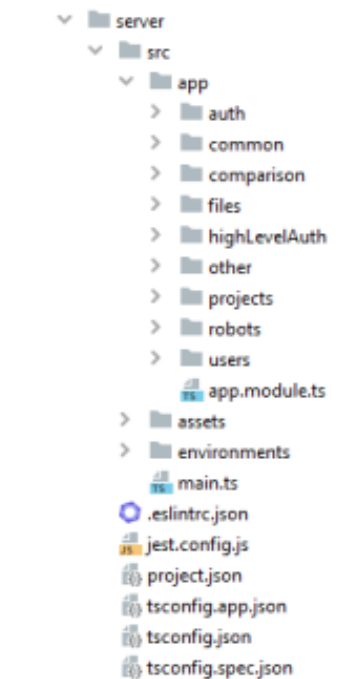 server
src
app
auth
common
comparison
files
highLevelAuth
other
projects
robots
users
app.module.ts
assets
environments
main.ts
.eslintrc.json
jest.config.js
project.json
tsconfig.app.json
tsconfig.json
tsconfig.spec.json